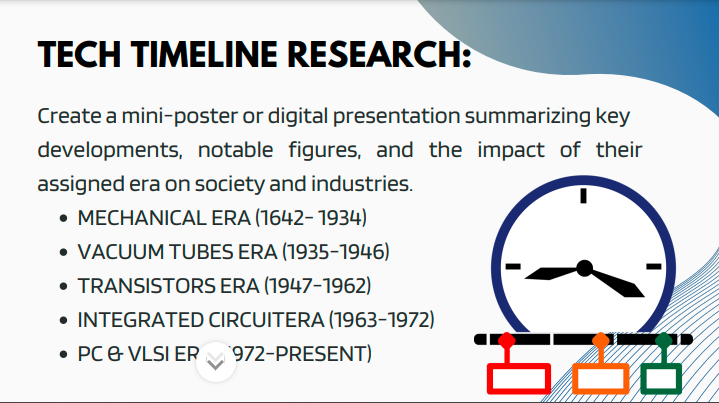 TECH TIMELINE RESEARCH:
Create a mini-poster or digital presentation summarizing key
developments, notable figures, and the impact of their
assigned era on society and industries.
• MECHANICAL ERA (1642- 1934)
• VACUUM TUBES ERA (1935-1946)
• TRANSISTORS ERA (1947-1962)
• INTEGRATED CIRCUITERA (1963-1972)
• PC & VLSI 972-PRESENT)